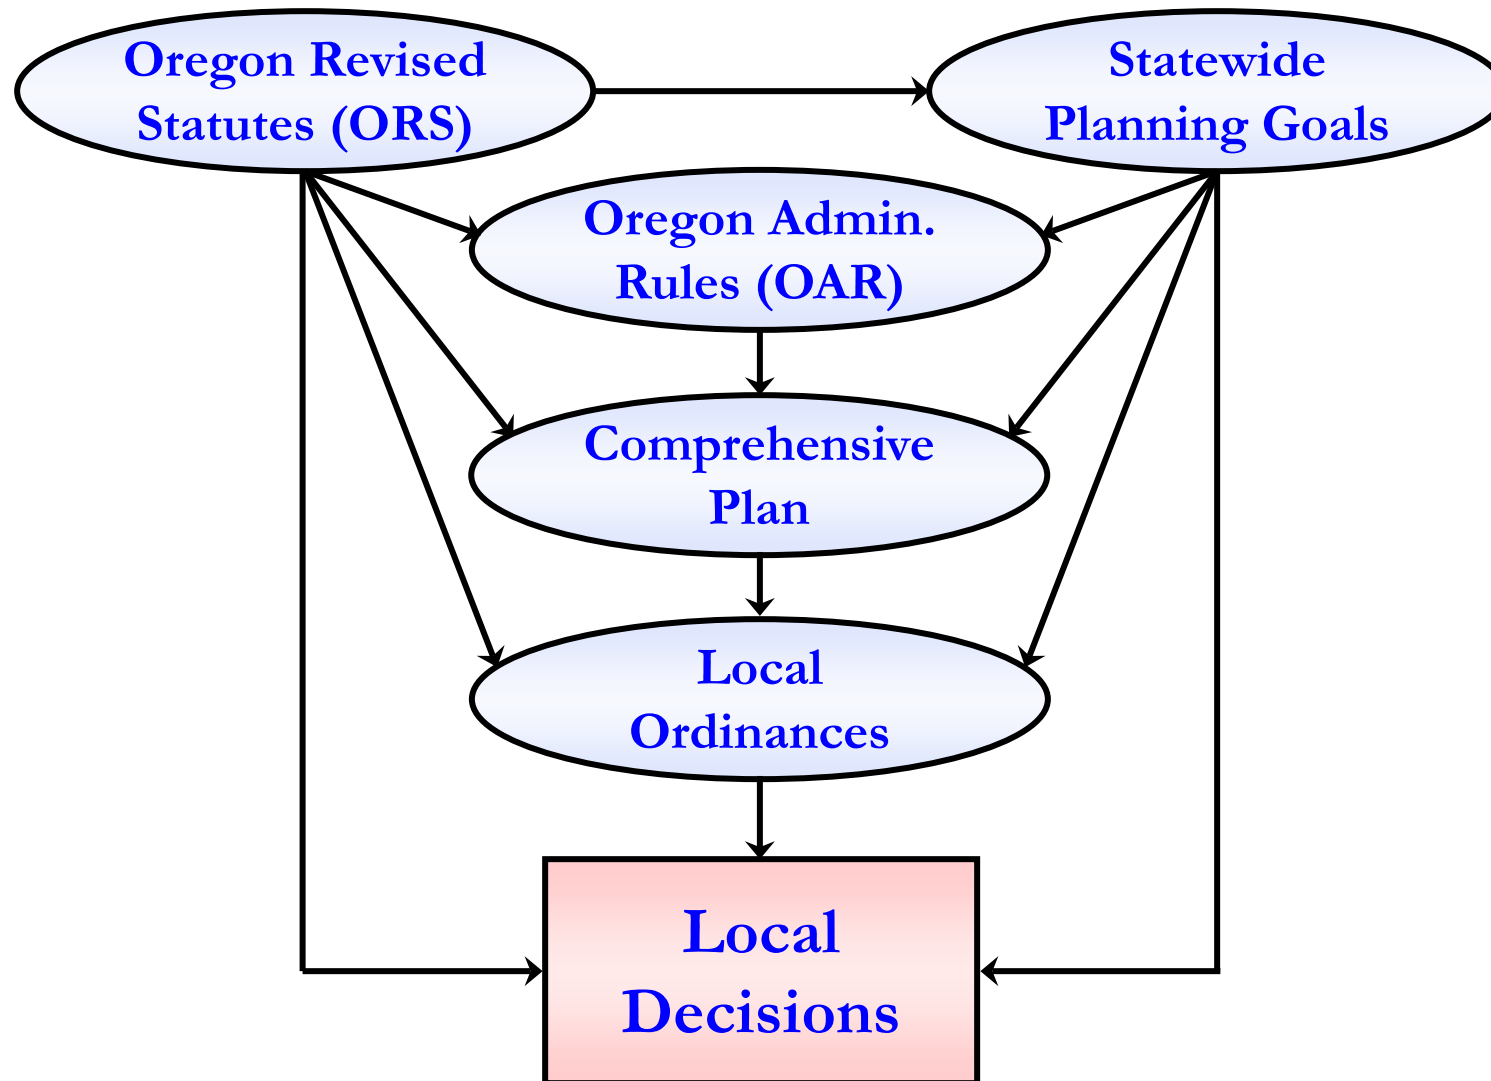 Oregon Revised
Statutes (ORS)
Statewide
Planning Goals
Oregon Admin.
Rules (OAR)
Comprehensive
Plan
Local
Ordinances
Local
Decisions